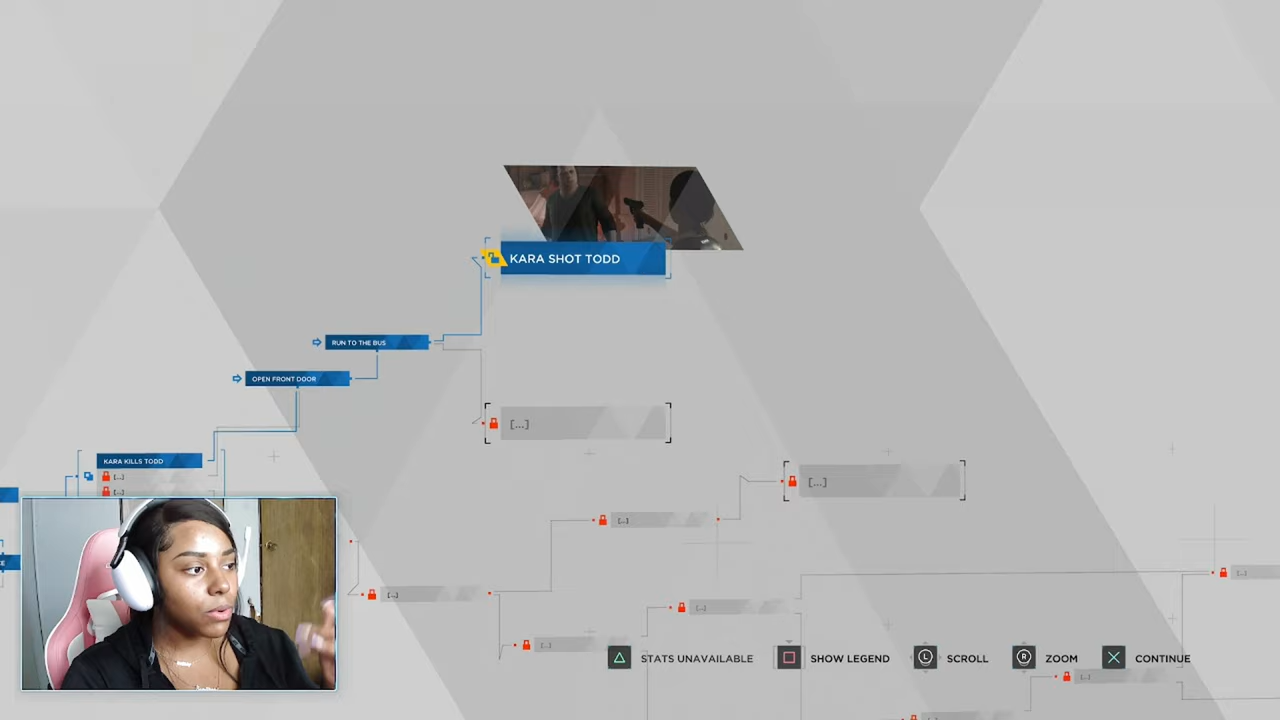 KARA SHOT TODD
RUN TO THE BUS
OPEN FRONT DOOR
[...]
KARA KILLS TODD
[...]
[...]
[...]
[...]
[...]
[...]
[...]
[...]
[...]
STATS UNAVAILABLE
SHOW LEGEND
L
SCROLL
R
ZOOM
CONTINUE